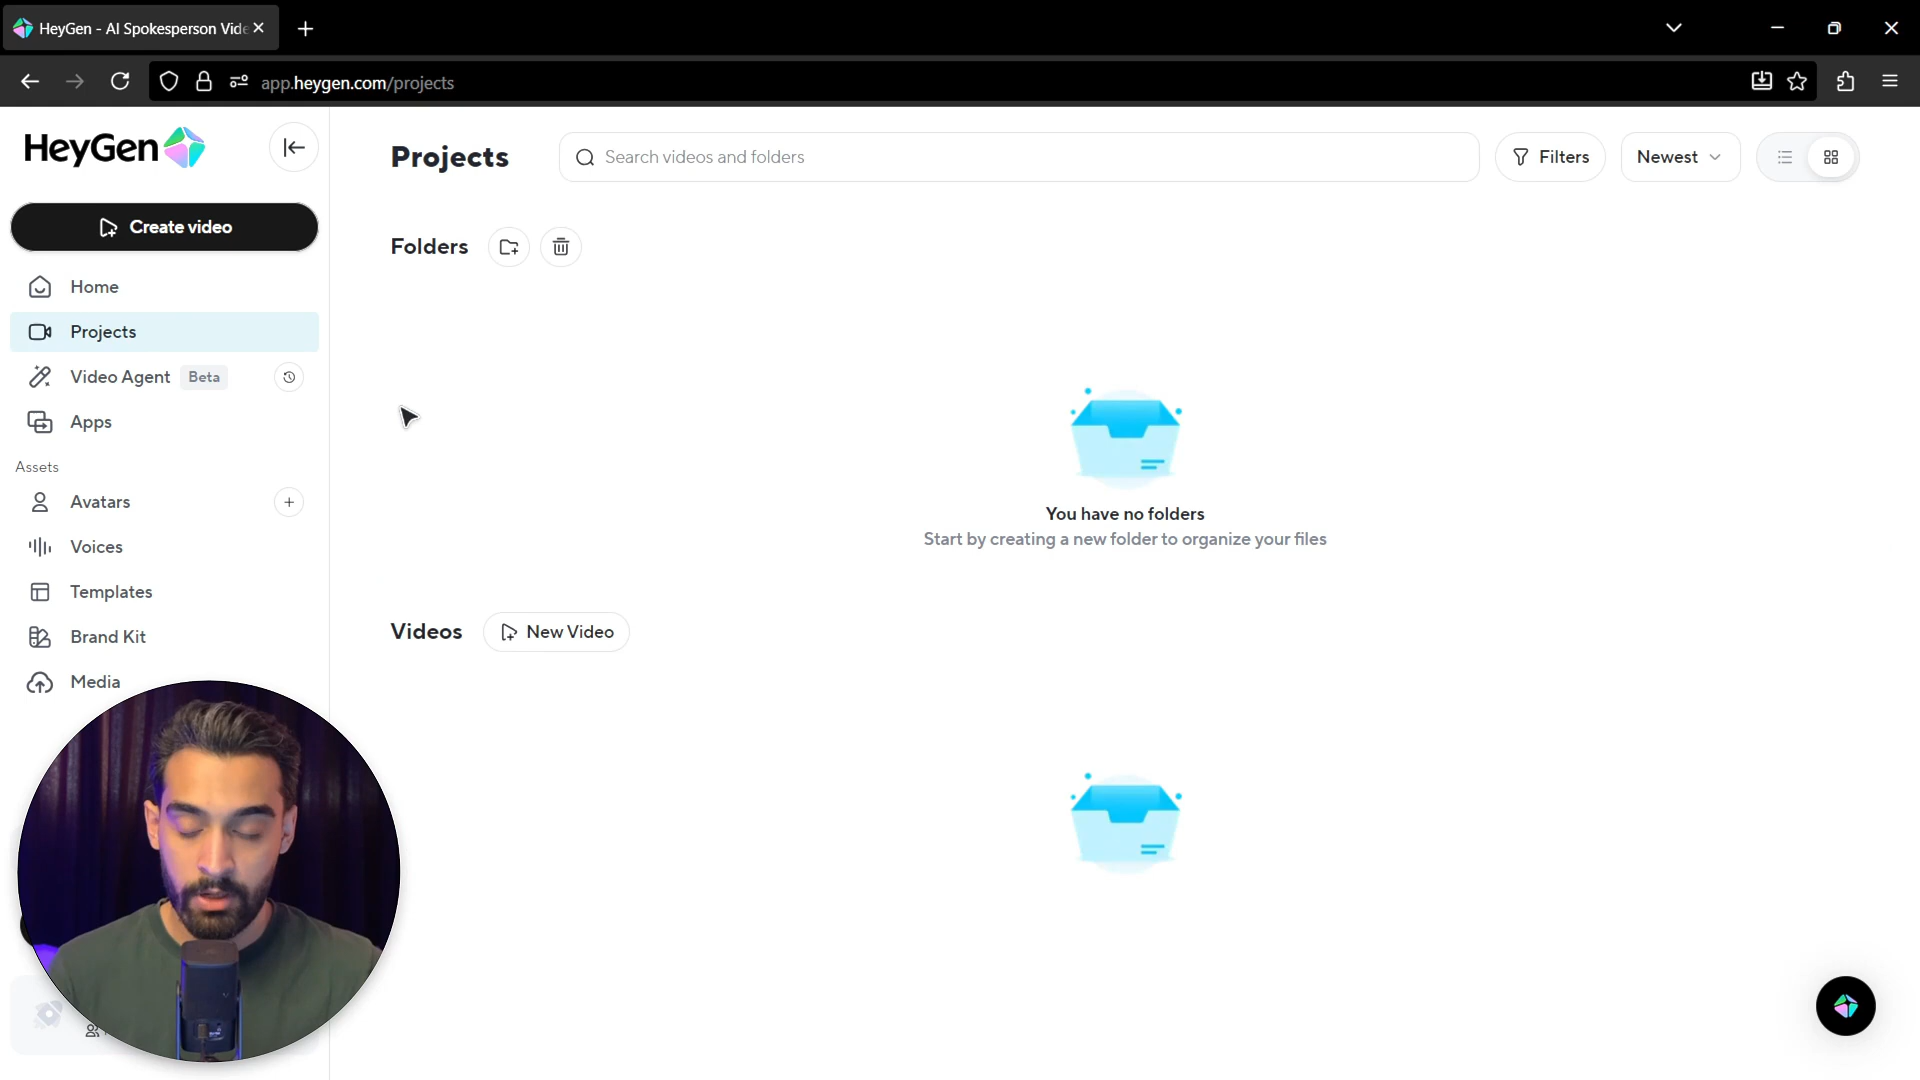 HeyGen - AI Spokesperson Vide
app.heygen.com/projects
HeyGen
Create video
Home
Projects
Video Agent Beta
Apps
Assets
Avatars
Voices
Templates
Brand Kit
Media
Projects
Search videos and folders
Filters
Newest
Folders
You have no folders
Start by creating a new folder to organize your files
Videos
New Video